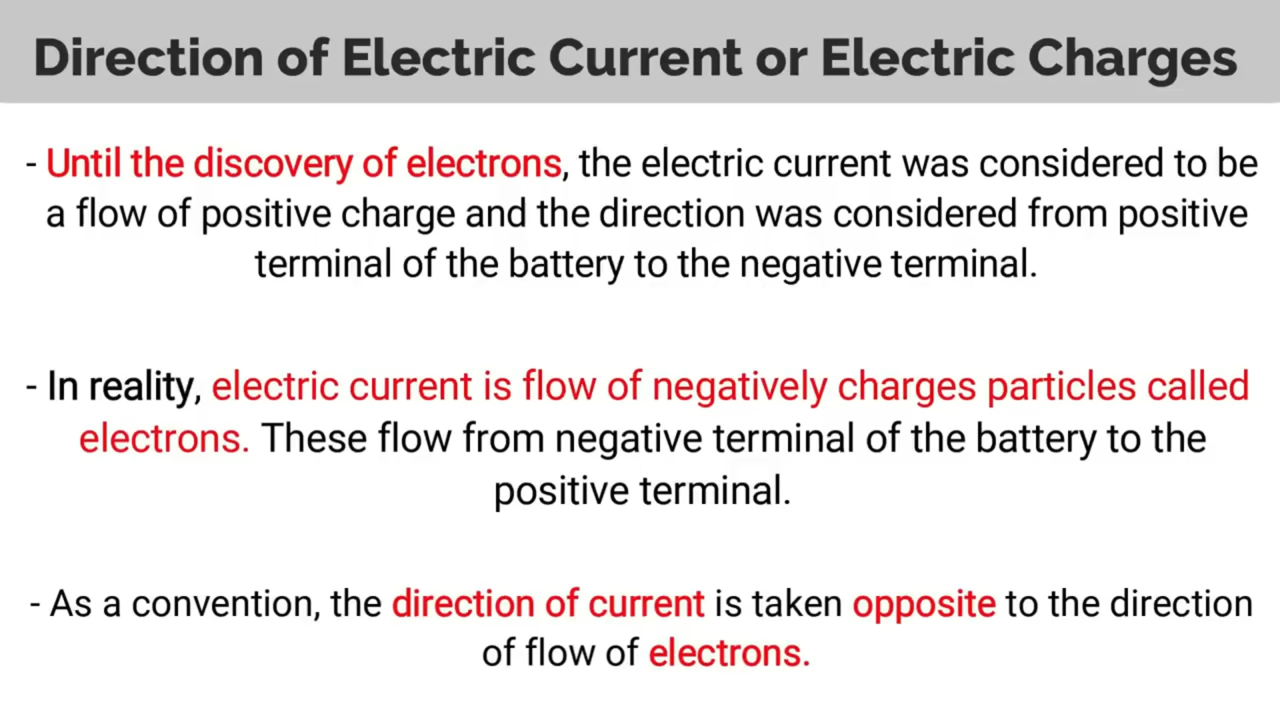 Direction of Electric Current or Electric Charges
- Until the discovery of electrons, the electric current was considered to be
a flow of positive charge and the direction was considered from positive
terminal of the battery to the negative terminal.
- In reality, electric current is flow of negatively charges particles called
electrons. These flow from negative terminal of the battery to the
positive terminal.
- As a convention, the direction of current is taken opposite to the direction
of flow of electrons.